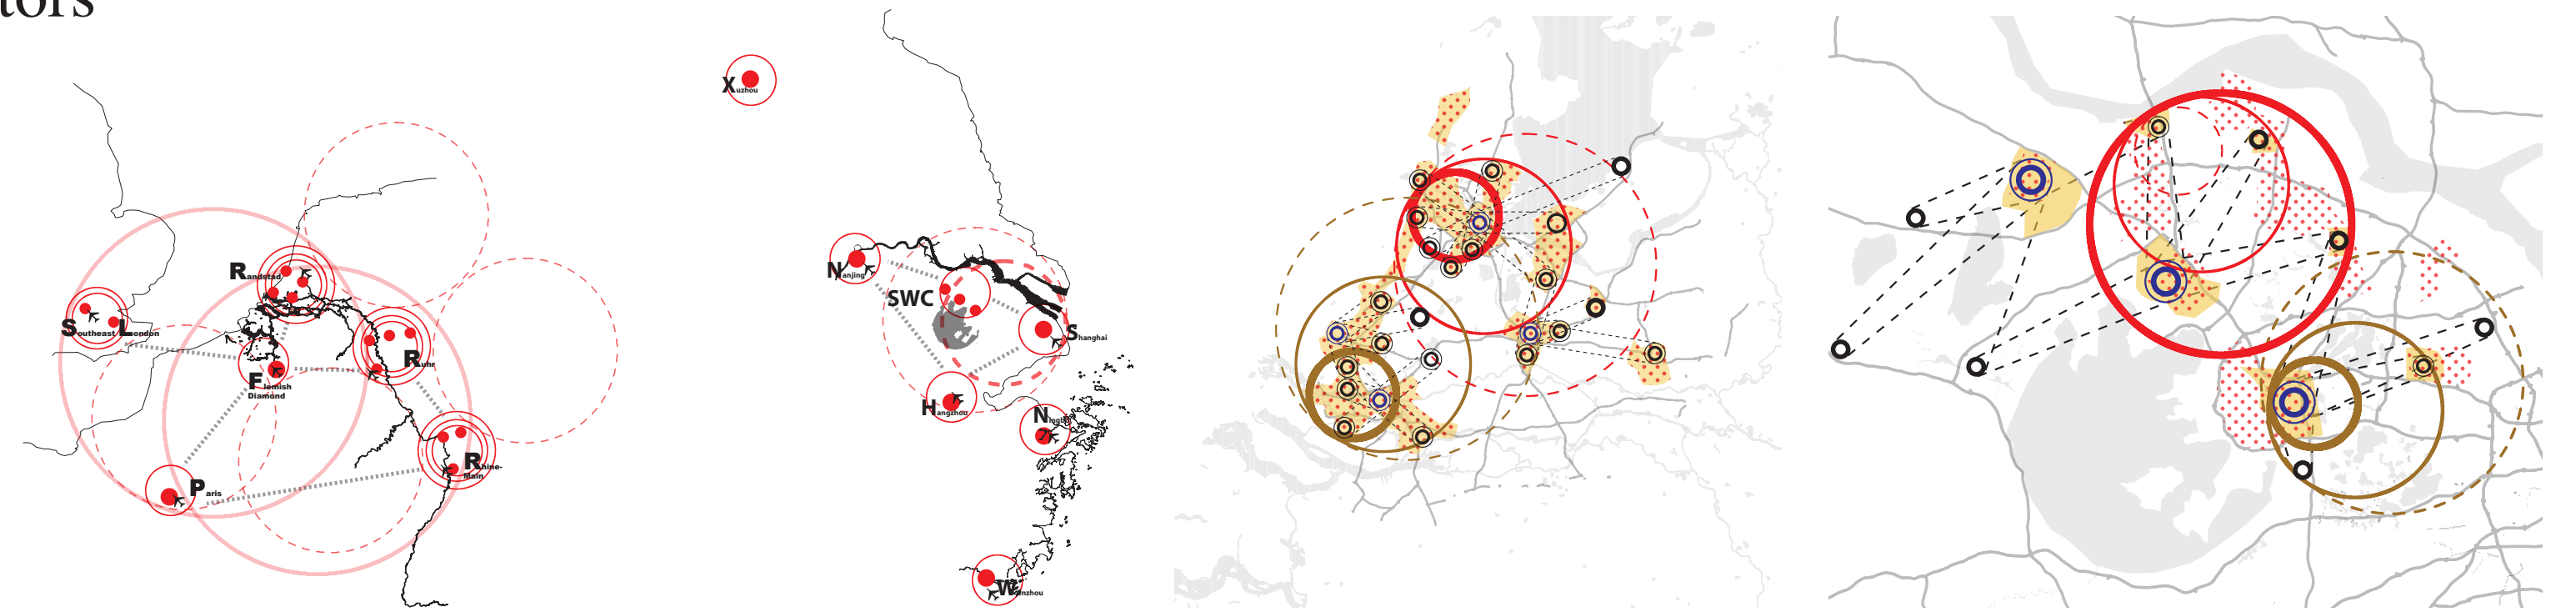 tors
Randstad
Southeast London
Ruhr
Flemish
Diamond
Rhine-
Main
Paris
Xuzhou
Nanjing
SWC
Shanghai
Hangzhou
Ningbo
Wenzhou